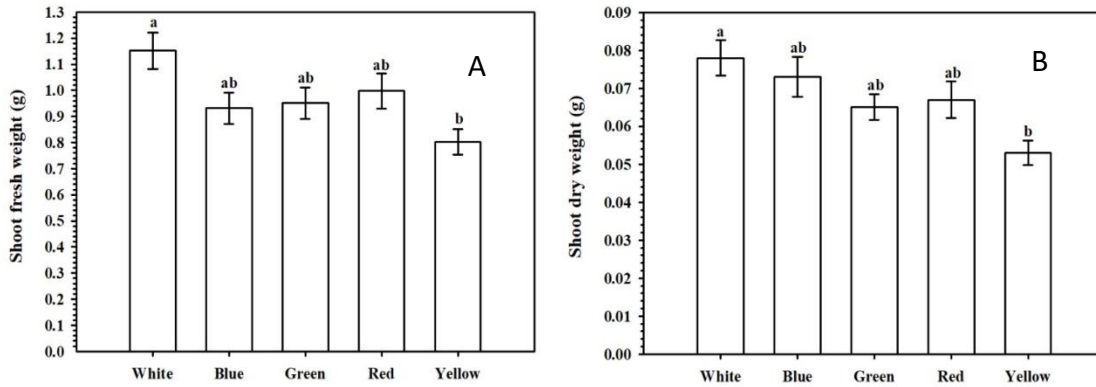 Shoot fresh weight (g)
1.3
1.2
1.1
1.0
0.9
0.8
0.7
0.6
0.5
0.4
0.3
0.2
0.1
0.0
a
ab
ab
ab
b
A
White Blue Green Red Yellow
Shoot dry weight (g)
0.09
0.08
0.07
0.06
0.05
0.04
0.03
0.02
0.01
0.00
a
ab
ab
ab
b
B
White Blue Green Red Yellow